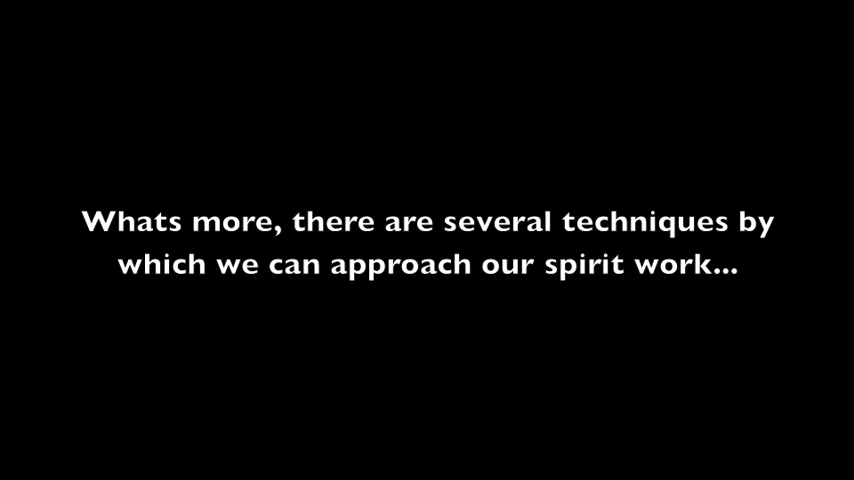 Whats more, there are several techniques by
which we can approach our spirit work...